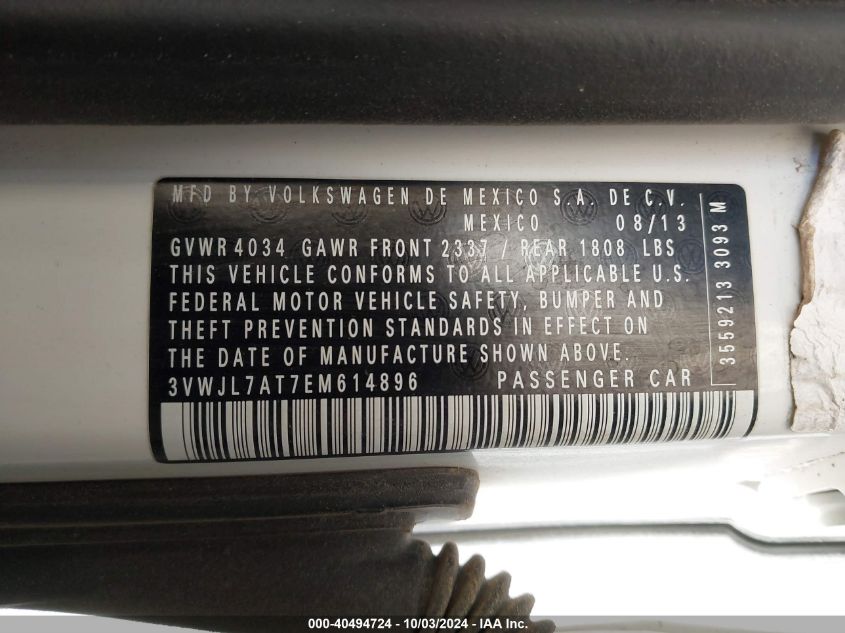 MFD BY VOLKSWAGEN DE MEXICO S.A. DE C.V.
MEXICO 08/13
GVWR 4034 GAWR FRONT 2337 / REAR 1808 LBS
THIS VEHICLE CONFORMS TO ALL APPLICABLE U.S.
FEDERAL MOTOR VEHICLE SAFETY, BUMPER AND
THEFT PREVENTION STANDARDS IN EFFECT ON
THE DATE OF MANUFACTURE SHOWN ABOVE.
3VWJL7AT7EM614896 PASSENGER CAR
3559213 3093 M
000-40494724 - 10/03/2024 - IAA Inc.